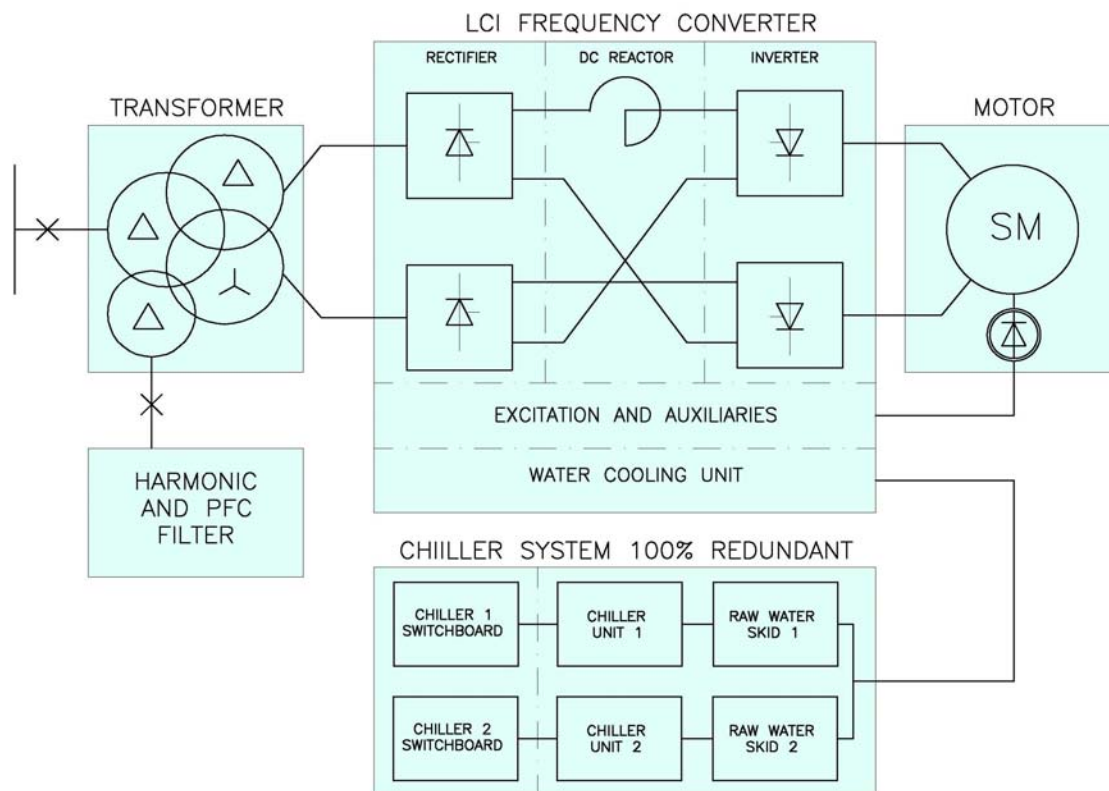 LCI FREQUENCY CONVERTER
RECTIFIER
DC REACTOR
INVERTER
TRANSFORMER
MOTOR
SM
EXCITATION AND AUXILIARIES
WATER COOLING UNIT
HARMONIC
AND PFC
FILTER
CHIILLER SYSTEM 100% REDUNDANT
CHILLER 1
SWITCHBOARD
CHILLER
UNIT 1
RAW WATER
SKID 1
CHILLER 2
SWITCHBOARD
CHILLER
UNIT 2
RAW WATER
SKID 2